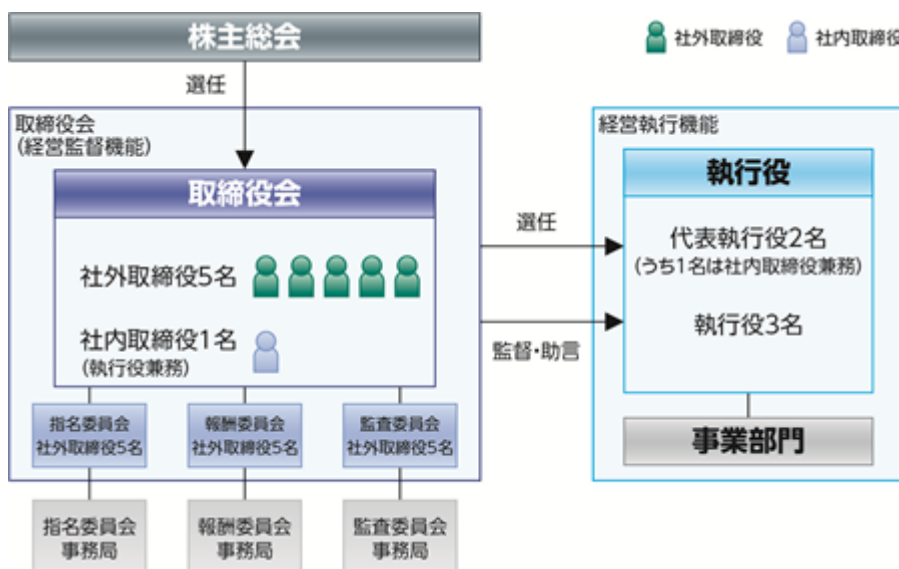 株主総会
社外取締役
社内取締役
選任
取締役会
(経営監督機能)
取締役会
社外取締役5名
社内取締役1名
(執行役兼務)
指名委員会
社外取締役5名
報酬委員会
社外取締役5名
監査委員会
社外取締役5名
指名委員会
事務局
報酬委員会
事務局
監査委員会
事務局
選任
監督・助言
経営執行機能
執行役
代表執行役2名
(うち1名は社内取締役兼務)
執行役3名
事業部門